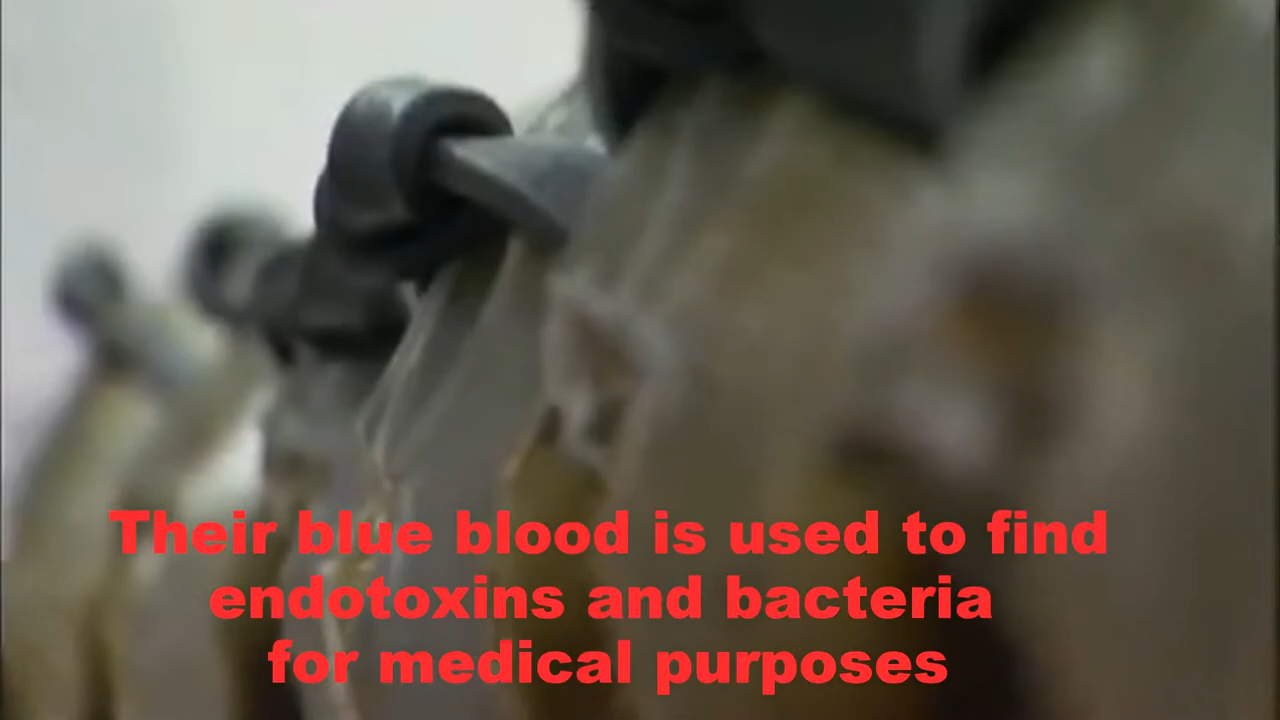 Their blue blood is used to find
endotoxins and bacteria
for medical purposes